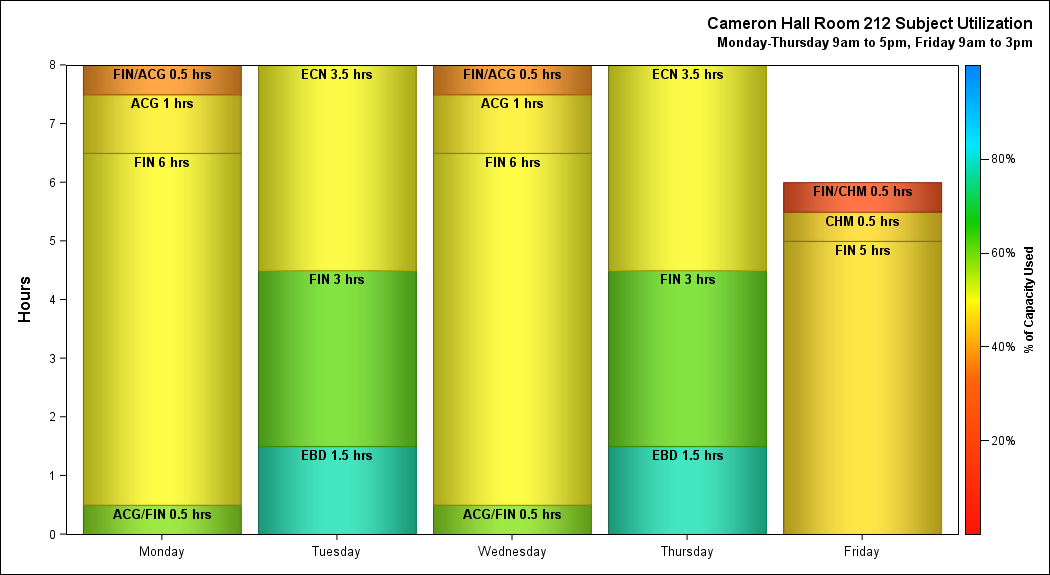 Cameron Hall Room 212 Subject Utilization
Monday-Thursday 9am to 5pm, Friday 9am to 3pm
Hours
8
7
6
5
4
3
2
1
0
FIN/ACG 0.5 hrs
ACG 1 hrs
FIN 6 hrs
ACG/FIN 0.5 hrs
ECN 3.5 hrs
FIN 3 hrs
EBD 1.5 hrs
FIN/ACG 0.5 hrs
ACG 1 hrs
FIN 6 hrs
ACG/FIN 0.5 hrs
ECN 3.5 hrs
FIN 3 hrs
EBD 1.5 hrs
FIN/CHM 0.5 hrs
CHM 0.5 hrs
FIN 5 hrs
Monday
Tuesday
Wednesday
Thursday
Friday
80%
60%
40%
20%
% of Capacity Used